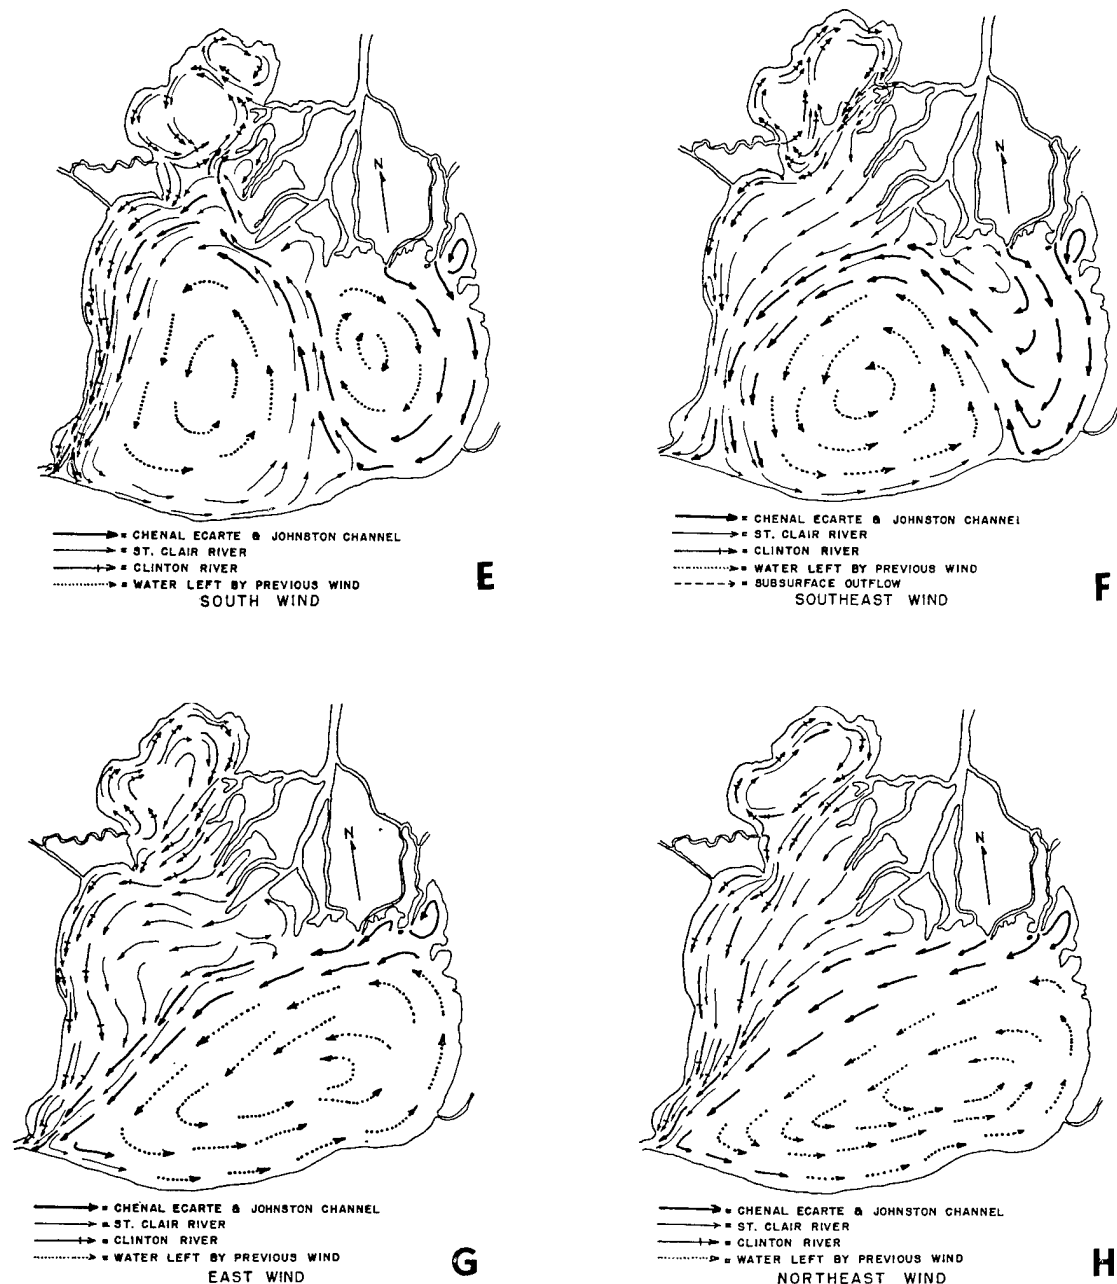 N
= CHENAL ECARTE & JOHNSTON CHANNEL
= ST. CLAIR RIVER
= CLINTON RIVER
= WATER LEFT BY PREVIOUS WIND
SOUTH WIND
E
N
= CHENAL ECARTE & JOHNSTON CHANNEL
= ST. CLAIR RIVER
= CLINTON RIVER
= WATER LEFT BY PREVIOUS WIND
= SUBSURFACE OUTFLOW
SOUTHEAST WIND
F
N
= CHENAL ECARTE & JOHNSTON CHANNEL
= ST. CLAIR RIVER
= CLINTON RIVER
= WATER LEFT BY PREVIOUS WIND
EAST WIND
G
N
= CHENAL ECARTE & JOHNSTON CHANNEL
= ST. CLAIR RIVER
= CLINTON RIVER
= WATER LEFT BY PREVIOUS WIND
NORTHEAST WIND
H